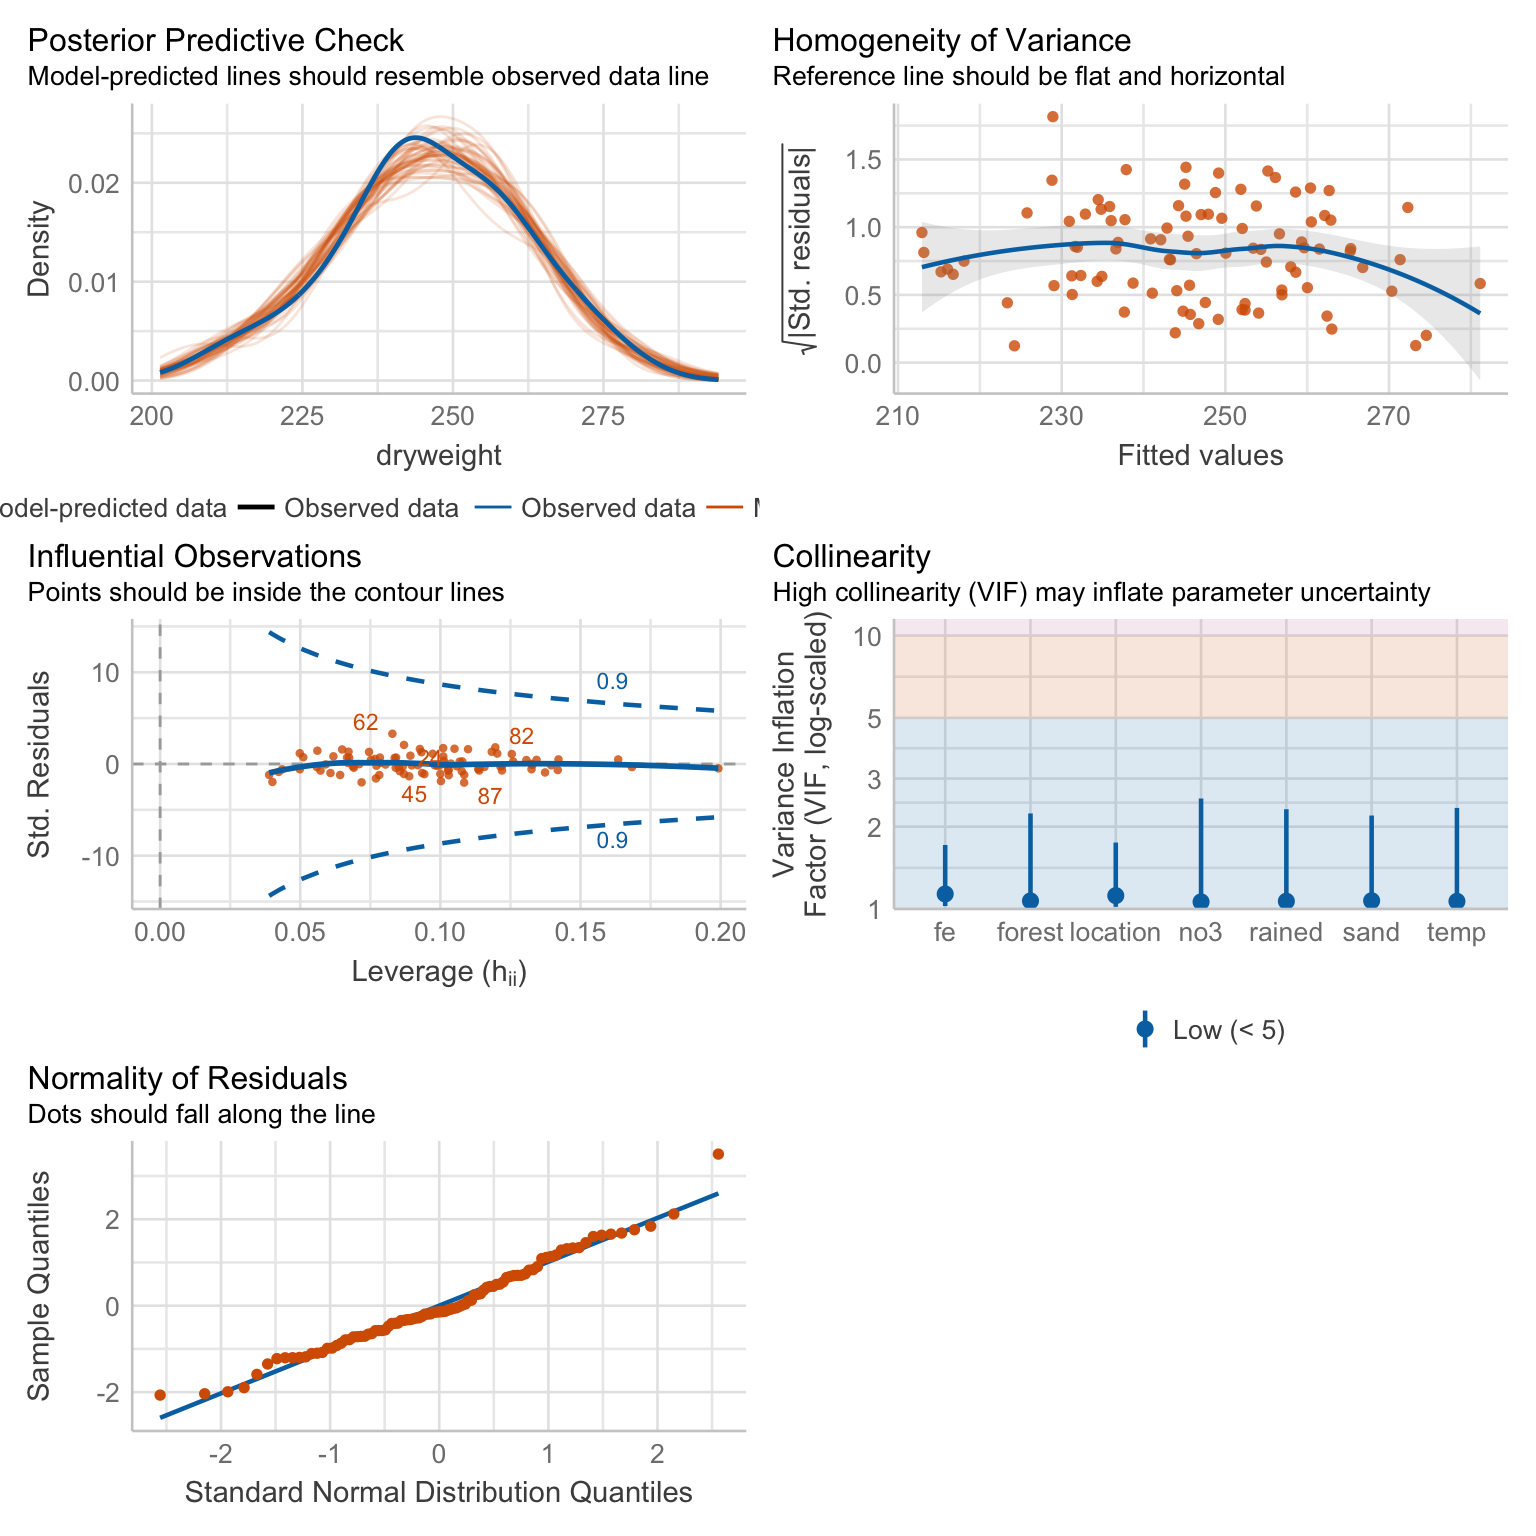 Posterior Predictive Check
Model-predicted lines should resemble observed data line
Density
0.02
0.01
0.00
200 225 250 275
dryweight
odel-predicted data Observed data Observed data
Homogeneity of Variance
Reference line should be flat and horizontal
√|Std. residuals|
1.5
1.0
0.5
0.0
210 230 250 270
Fitted values
Influential Observations
Points should be inside the contour lines
Std. Residuals
10
0
-10
0.9
62
82
24
45
87
0.9
0.00 0.05 0.10 0.15 0.20
Leverage (hii)
Collinearity
High collinearity (VIF) may inflate parameter uncertainty
Variance Inflation
Factor (VIF, log-scaled)
10
5
3
2
1
fe forest location no3 rained sand temp
Low (< 5)
Normality of Residuals
Dots should fall along the line
Sample Quantiles
2
0
-2
-2 -1 0 1 2
Standard Normal Distribution Quantiles